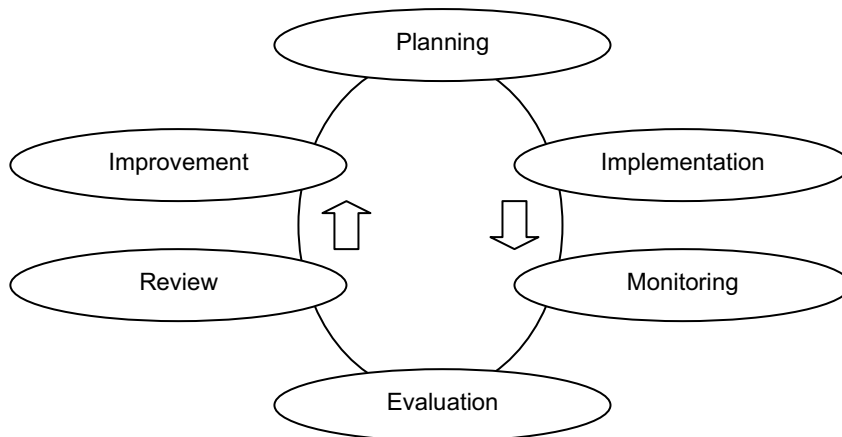 Planning
Improvement
Implementation
Review
Monitoring
Evaluation